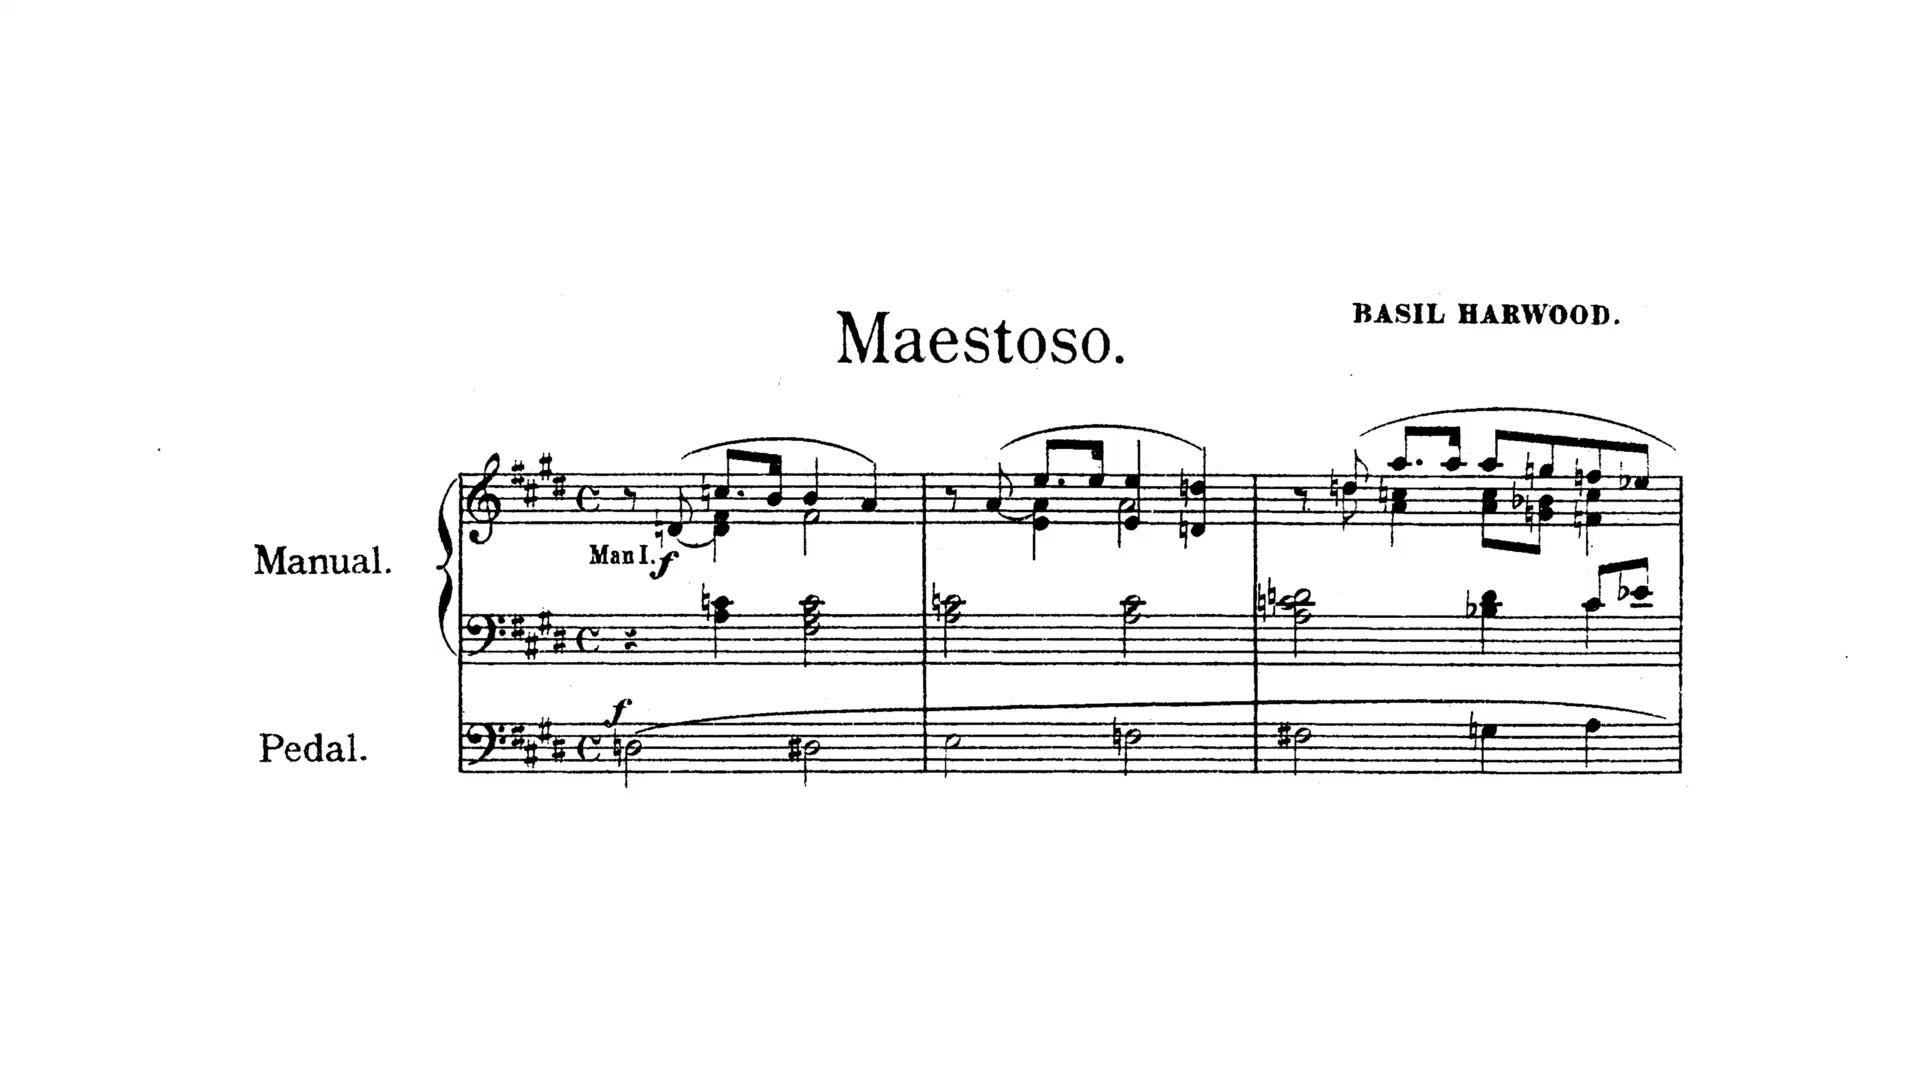 BASIL HARWOOD.
Maestoso.
Manual.
Man I. f
f
Pedal.